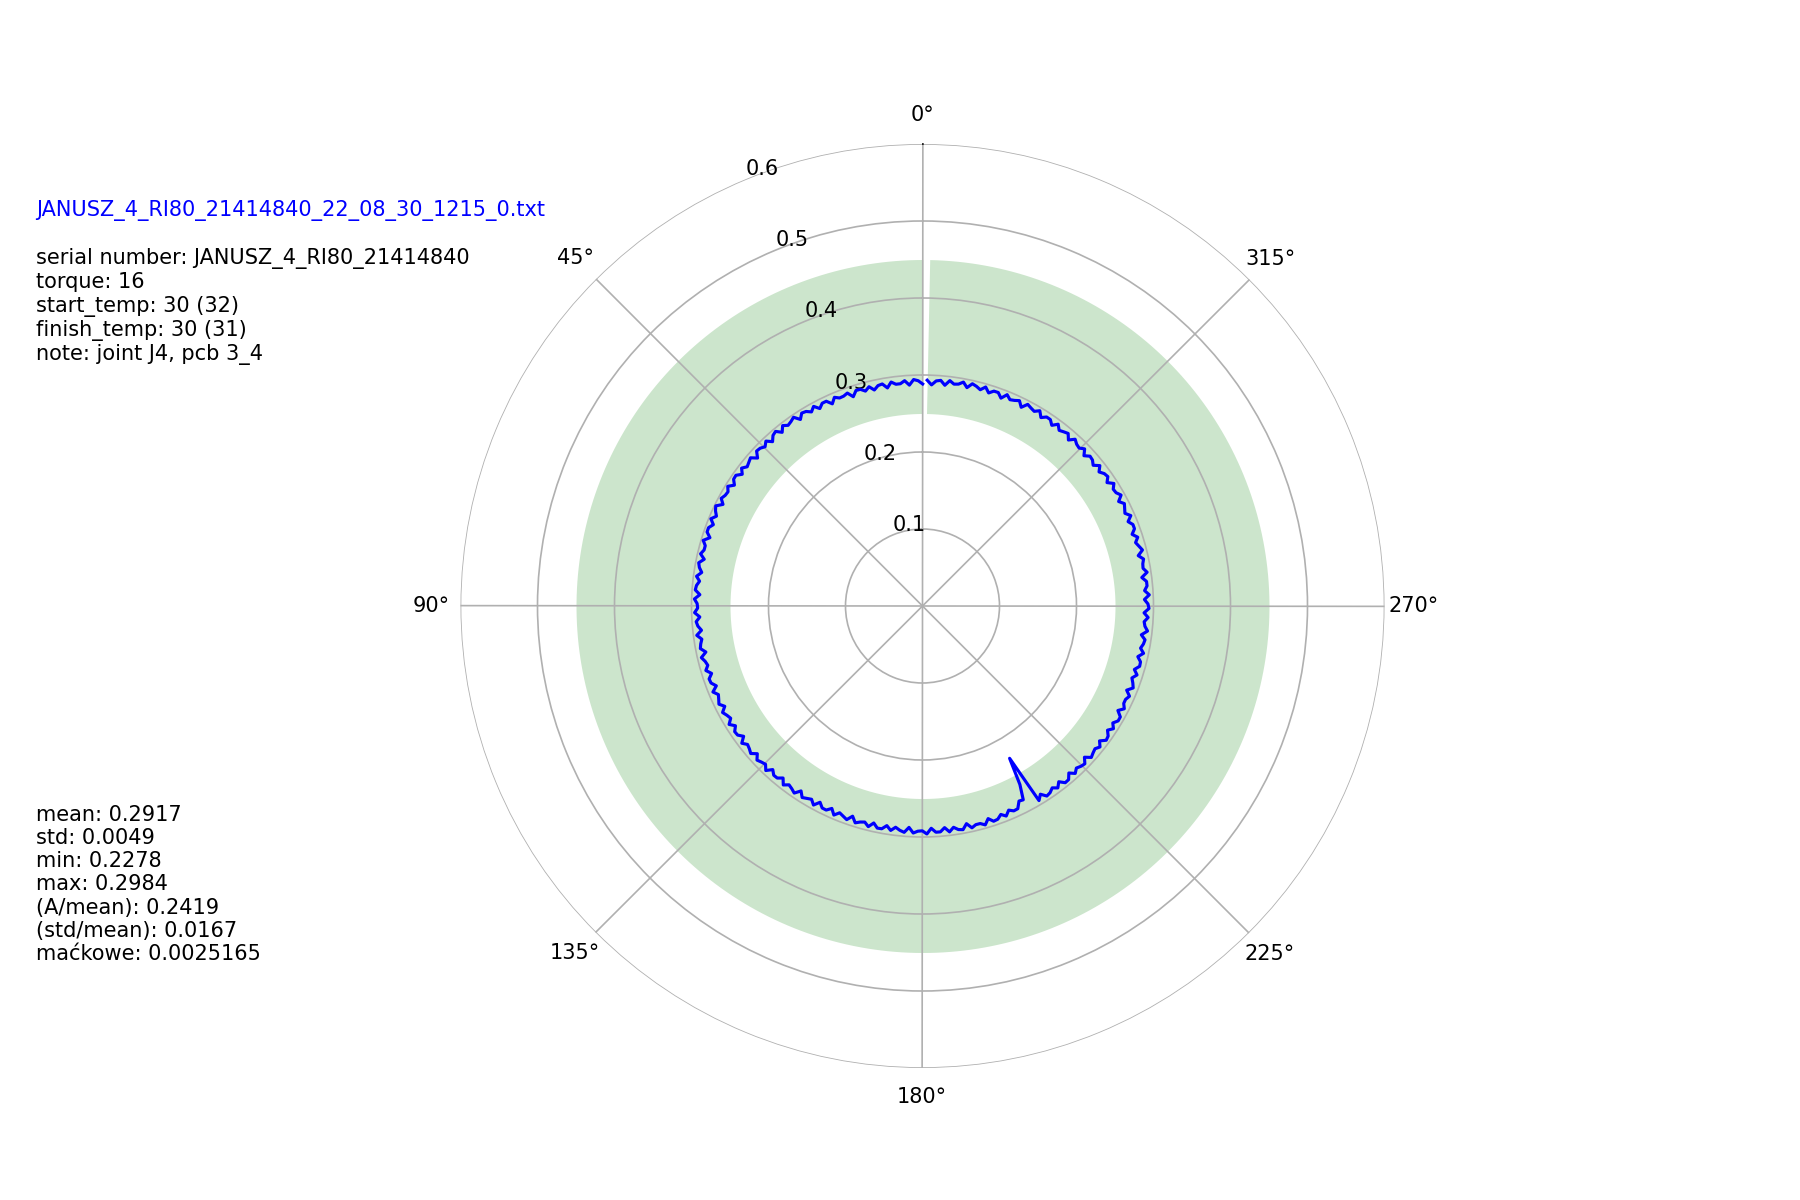 JANUSZ_4_RI80_21414840_22_08_30_1215_0.txt
serial number: JANUSZ_4_RI80_21414840
torque: 16
start_temp: 30 (32)
finish_temp: 30 (31)
note: joint J4, pcb 3_4
mean: 0.2917
std: 0.0049
min: 0.2278
max: 0.2984
(A/mean): 0.2419
(std/mean): 0.0167
maćkowe: 0.0025165
0°
45°
90°
135°
180°
225°
270°
315°
0.6
0.5
0.4
0.3
0.2
0.1